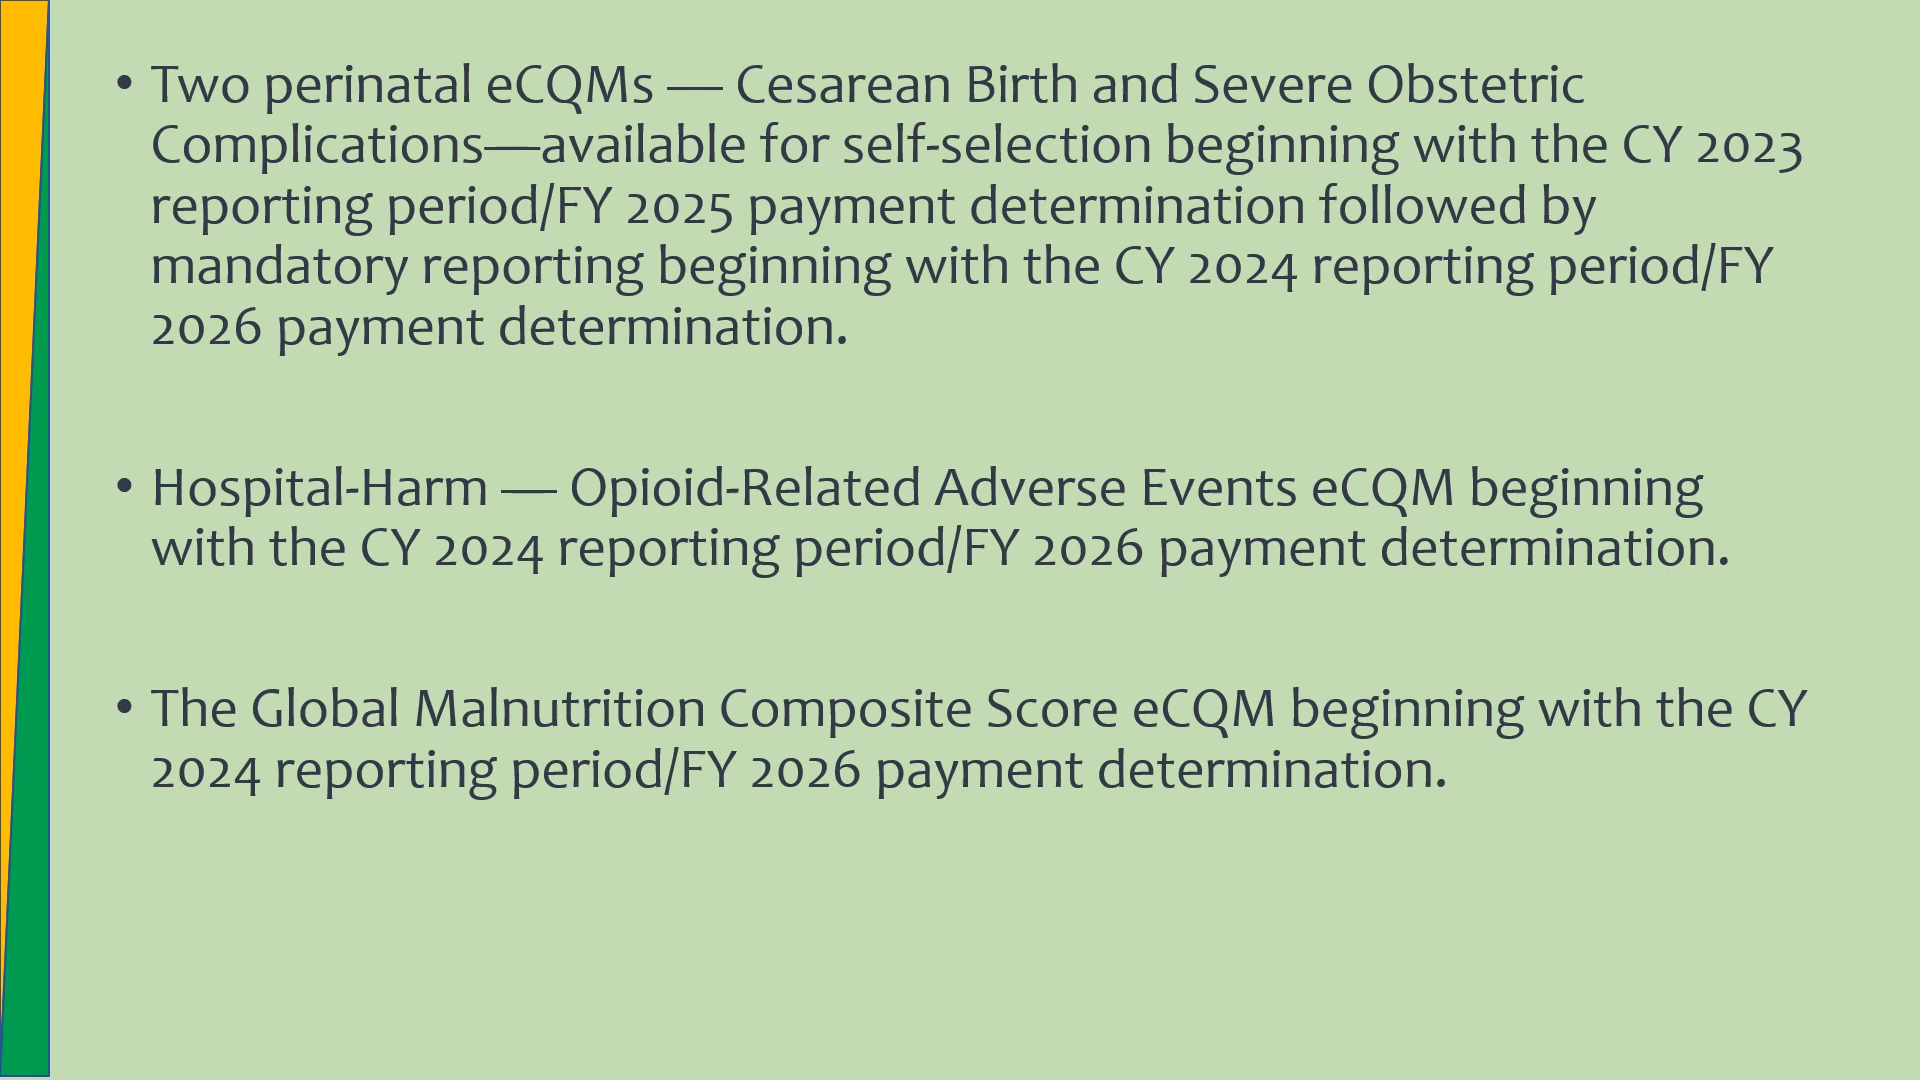 • Two perinatal eCQMs — Cesarean Birth and Severe Obstetric
Complications—available for self-selection beginning with the CY 2023
reporting period/FY 2025 payment determination followed by
mandatory reporting beginning with the CY 2024 reporting period/FY
2026 payment determination.
• Hospital-Harm — Opioid-Related Adverse Events eCQM beginning
with the CY 2024 reporting period/FY 2026 payment determination.
• The Global Malnutrition Composite Score eCQM beginning with the CY
2024 reporting period/FY 2026 payment determination.